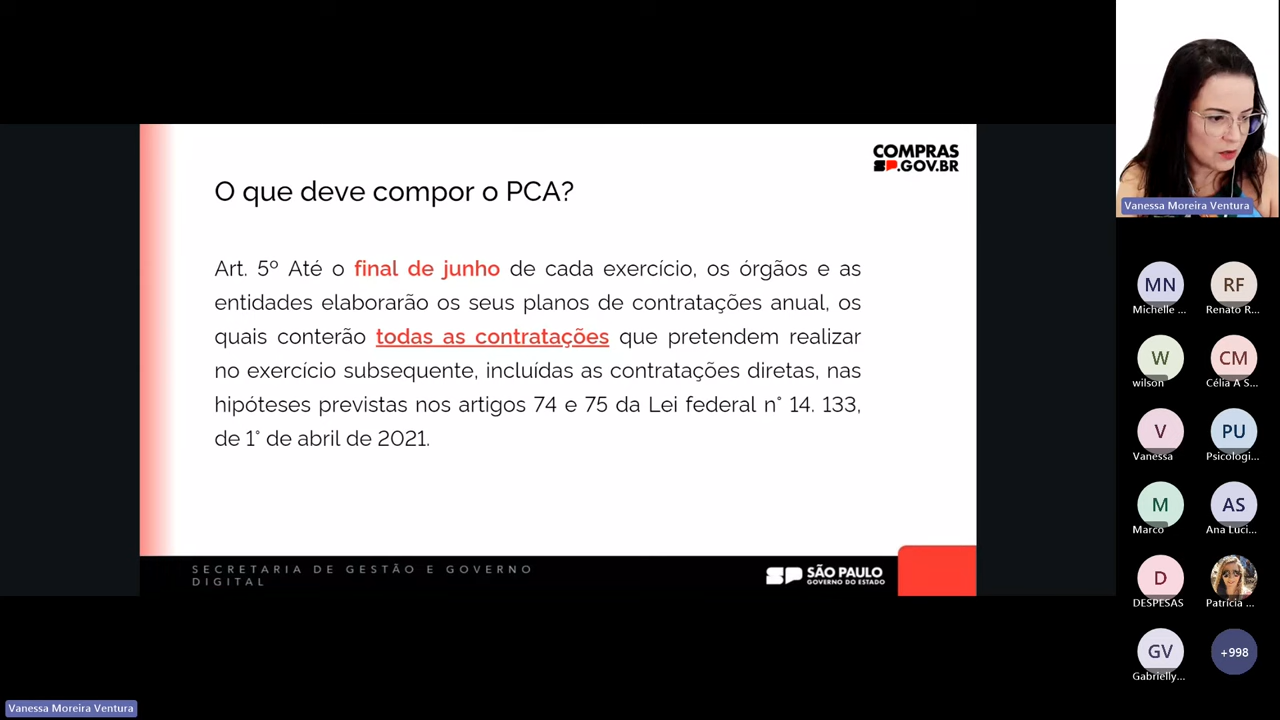 COMPRAS
SP.GOV.BR
O que deve compor o PCA?
Art. 5º Até o final de junho de cada exercício, os órgãos e as
entidades elaborarão os seus planos de contratações anual, os
quais conterão todas as contratações que pretendem realizar
no exercício subsequente, incluídas as contratações diretas, nas
hipóteses previstas nos artigos 74 e 75 da Lei federal n° 14. 133,
de 1° de abril de 2021.
SECRETARIA DE GESTÃO E GOVERNO
DIGITAL
SP SÃO PAULO
GOVERNO DO ESTADO
Vanessa Moreira Ventura
MN
Michelle ...
RF
Renato R...
W
wilson
CM
Célia A S...
V
Vanessa
PU
Psicologi...
M
Marco
AS
Ana Luci...
D
DESPESAS
Patrícia ...
GV
Gabrielly...
+998
Vanessa Moreira Ventura